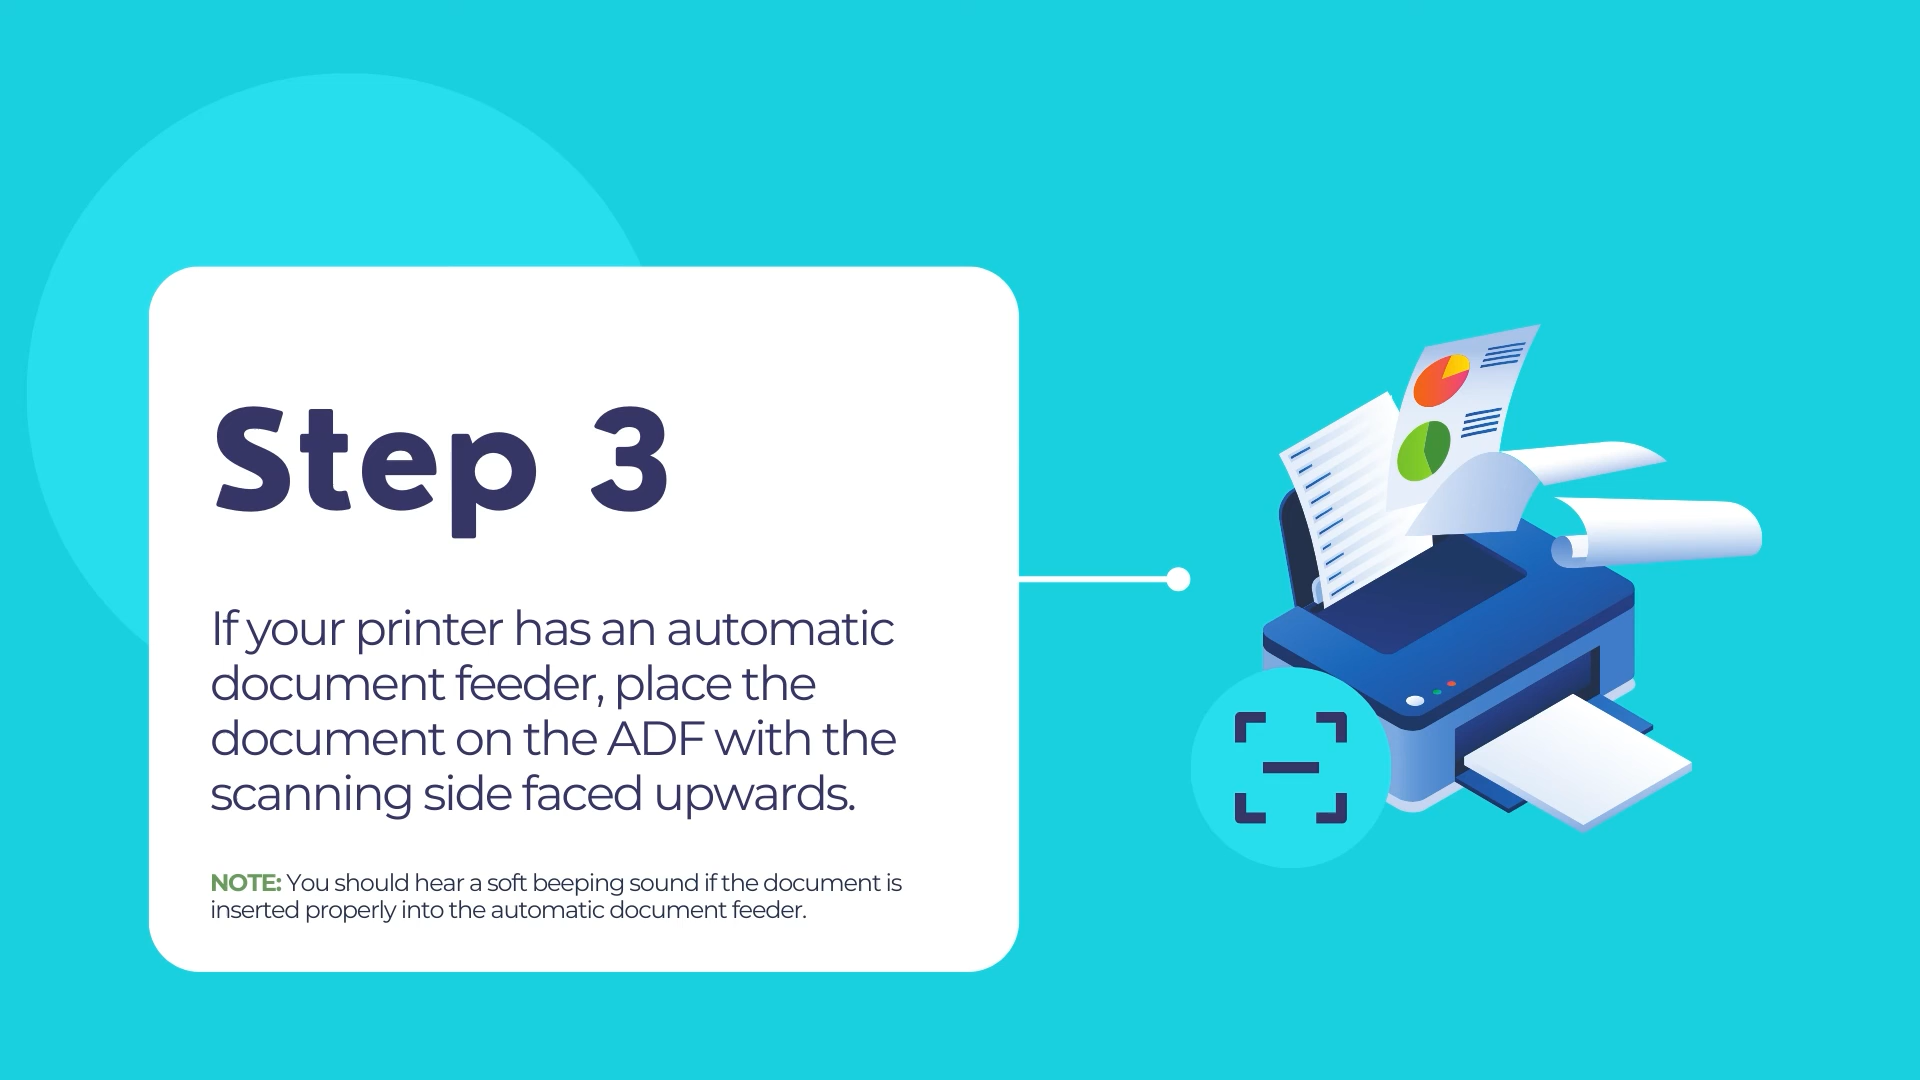 Step 3
If your printer has an automatic
document feeder, place the
document on the ADF with the
scanning side faced upwards.
NOTE: You should hear a soft beeping sound if the document is
inserted properly into the automatic document feeder.